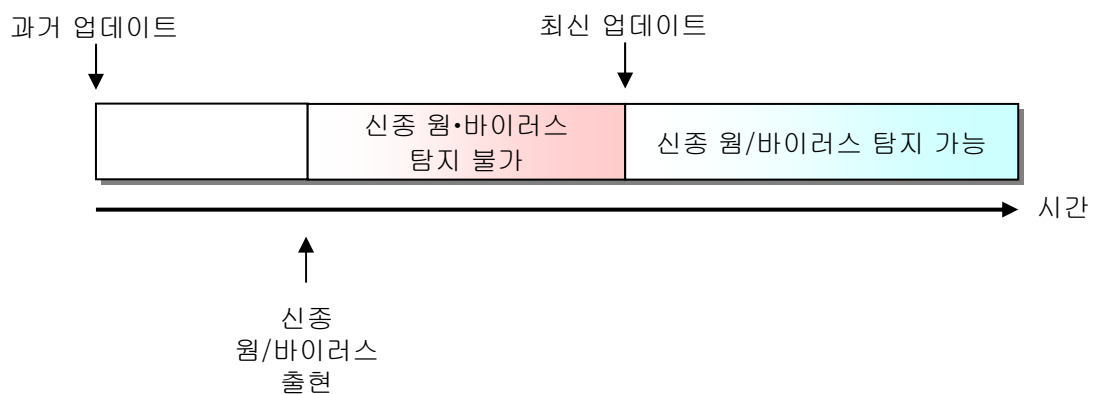 과거 업데이트
최신 업데이트
신종 웜•바이러스
탐지 불가
신종 웜/바이러스 탐지 가능
시간
신종
웜/바이러스
출현